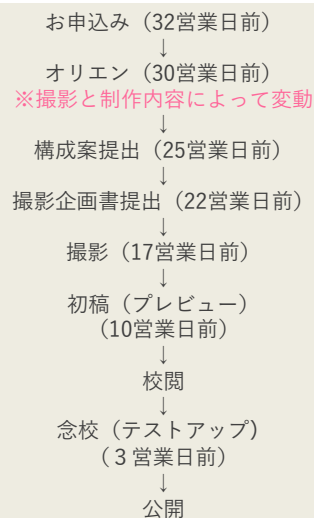 お申込み（32営業日前）
↓
オリエン（30営業日前）
※撮影と制作内容によって変動
↓
構成案提出（25営業日前）
↓
撮影企画書提出（22営業日前）
↓
撮影（17営業日前）
↓
初稿（プレビュー）
（10営業日前）
↓
校閲
↓
念校（テストアップ）
（３営業日前）
↓
公開